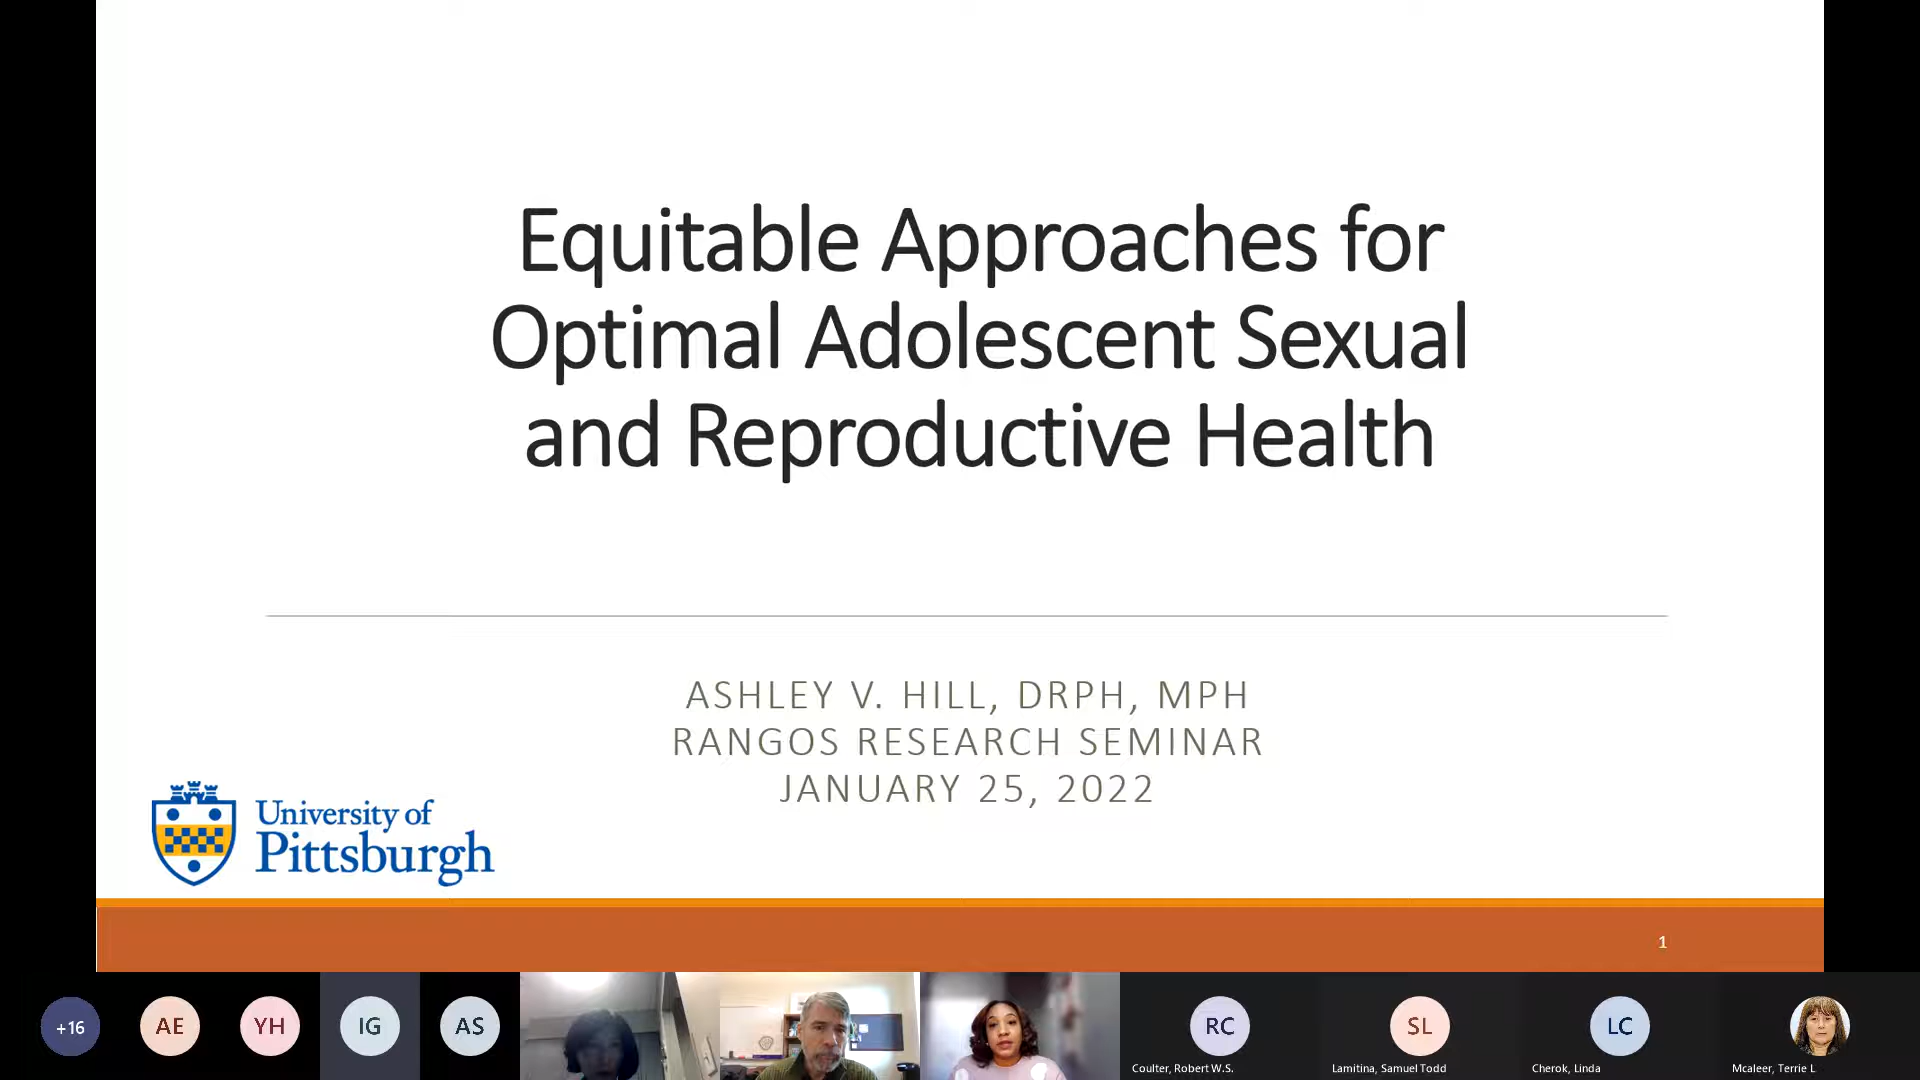 Equitable Approaches for
Optimal Adolescent Sexual
and Reproductive Health
ASHLEY V. HILL, DRPH, MPH
RANGOS RESEARCH SEMINAR
JANUARY 25, 2022
University of
Pittsburgh
1
+16
AE
YH
IG
AS
RC
SL
LC
Coulter, Robert W.S.
Lamitina, Samuel Todd
Cherok, Linda
Mcaleer, Terrie L